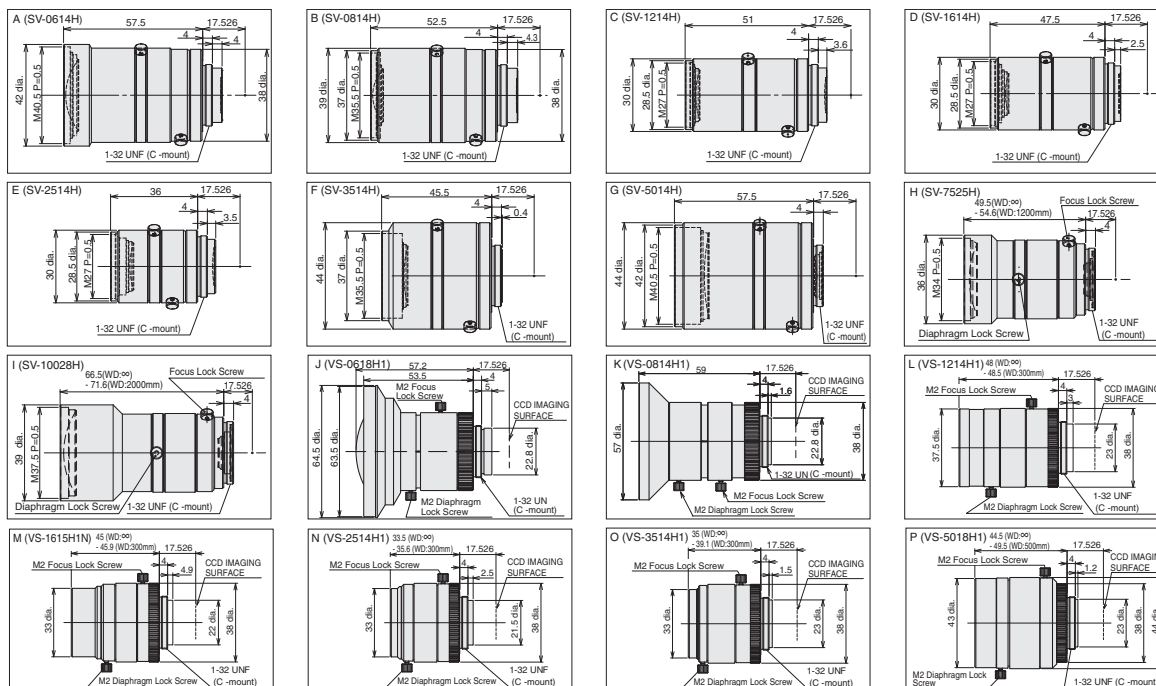 A (SV-0614H)
57.5
17.526
4
4
42 dia.
M40.5 P=0.5
38 dia.
1-32 UNF (C -mount)
B (SV-0814H)
52.5
17.526
4
4.3
39 dia.
37 dia.
M35.5 P=0.5
38 dia.
1-32 UNF (C -mount)
C (SV-1214H)
51
17.526
4
3.6
30 dia.
28.5 dia.
M27 P=0.5
1-32 UNF (C -mount)
D (SV-1614H)
47.5
17.526
4
2.5
30 dia.
28.5 dia.
M27 P=0.5
1-32 UNF (C -mount)
E (SV-2514H)
36
17.526
4
3.5
30 dia.
28.5 dia.
M27 P=0.5
1-32 UNF (C -mount)
F (SV-3514H)
45.5
17.526
4
0.4
44 dia.
37 dia.
M35.5 P=0.5
1-32 UNF
(C -mount)
G (SV-5014H)
57.5
17.526
4
44 dia.
42 dia.
M40.5 P=0.5
1-32 UNF
(C -mount)
H (SV-7525H)
49.5(WD:∞)
- 54.6(WD:1200mm)
Focus Lock Screw
17.526
4
36 dia.
M34 P=0.5
Diaphragm Lock Screw
1-32 UNF
(C -mount)
I (SV-10028H)
66.5(WD:∞)
- 71.6(WD:2000mm)
Focus Lock Screw
17.526
4
39 dia.
M37.5 P=0.5
Diaphragm Lock Screw
1-32 UNF (C -mount)
J (VS-0618H1)
57.2
17.526
53.5
4
5
M2 Focus
Lock Screw
CCD IMAGING
SURFACE
64.5 dia.
63.5 dia.
22.8 dia.
M2 Diaphragm
Lock Screw
1-32 UN
(C -mount)
K (VS-0814H1)
59
17.526
4
1.6
CCD IMAGING
SURFACE
57 dia.
22.8 dia.
38 dia.
1-32 UN (C -mount)
M2 Focus Lock Screw
M2 Diaphragm Lock Screw
L (VS-1214H1)
48 (WD:∞)
- 48.5 (WD:300mm)
17.526
M2 Focus Lock Screw
4
3
CCD IMAGING
SURFACE
37.5 dia.
23 dia.
38 dia.
M2 Diaphragm Lock Screw
1-32 UNF
(C -mount)
M (VS-1615H1N)
45 (WD:∞)
- 45.9 (WD:300mm)
17.526
M2 Focus Lock Screw
4
4.9
CCD IMAGING
SURFACE
33 dia.
22 dia.
38 dia.
M2 Diaphragm Lock Screw
1-32 UNF
(C -mount)
N (VS-2514H1)
33.5 (WD:∞)
- 35.6 (WD:300mm)
17.526
M2 Focus Lock Screw
4
2.5
CCD IMAGING
SURFACE
33 dia.
21.5 dia.
38 dia.
M2 Diaphragm Lock Screw
1-32 UNF
(C -mount)
O (VS-3514H1)
35 (WD:∞)
- 39.1 (WD:300mm)
17.526
M2 Focus Lock Screw
4
1.5
CCD IMAGING
SURFACE
33 dia.
23 dia.
38 dia.
M2 Diaphragm Lock Screw
1-32 UNF
(C -mount)
P (VS-5018H1)
44.5 (WD:∞)
- 49.5 (WD:500mm)
17.526
M2 Focus Lock Screw
4
1.2
CCD IMAGING
SURFACE
43 dia.
23 dia.
38 dia.
44 dia.
M2 Diaphragm Lock
Screw
1-32 UNF (C -mount)